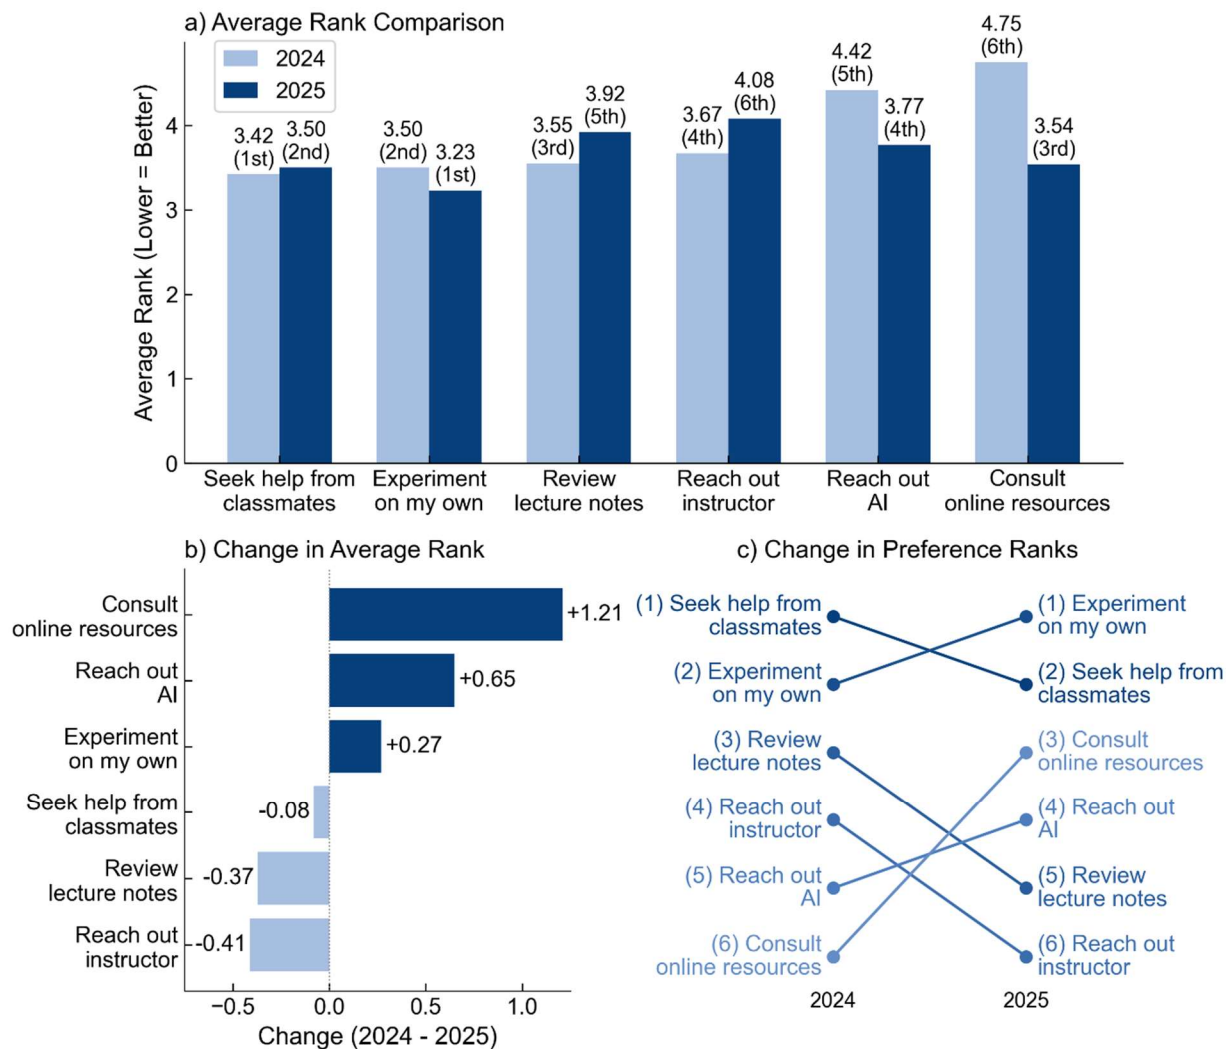 a) Average Rank Comparison
2024
2025
Average Rank (Lower = Better)
4
3
2
1
0
3.42
(1st)
3.50
(2nd)
3.50
(2nd)
3.23
(1st)
3.55
(3rd)
3.92
(5th)
3.67
(4th)
4.08
(6th)
4.42
(5th)
3.77
(4th)
4.75
(6th)
3.54
(3rd)
Seek help from
classmates
Experiment
on my own
Review
lecture notes
Reach out
instructor
Reach out
AI
Consult
online resources
b) Change in Average Rank
Consult
online resources
+1.21
Reach out
AI
+0.65
Experiment
on my own
+0.27
Seek help from
classmates
-0.08
Review
lecture notes
-0.37
Reach out
instructor
-0.41
−0.5
0.0
0.5
1.0
Change (2024 - 2025)
c) Change in Preference Ranks
(1) Seek help from
classmates
(2) Experiment
on my own
(3) Review
lecture notes
(4) Reach out
instructor
(5) Reach out
AI
(6) Consult
online resources
2024
(1) Experiment
on my own
(2) Seek help from
classmates
(3) Consult
online resources
(4) Reach out
AI
(5) Review
lecture notes
(6) Reach out
instructor
2025